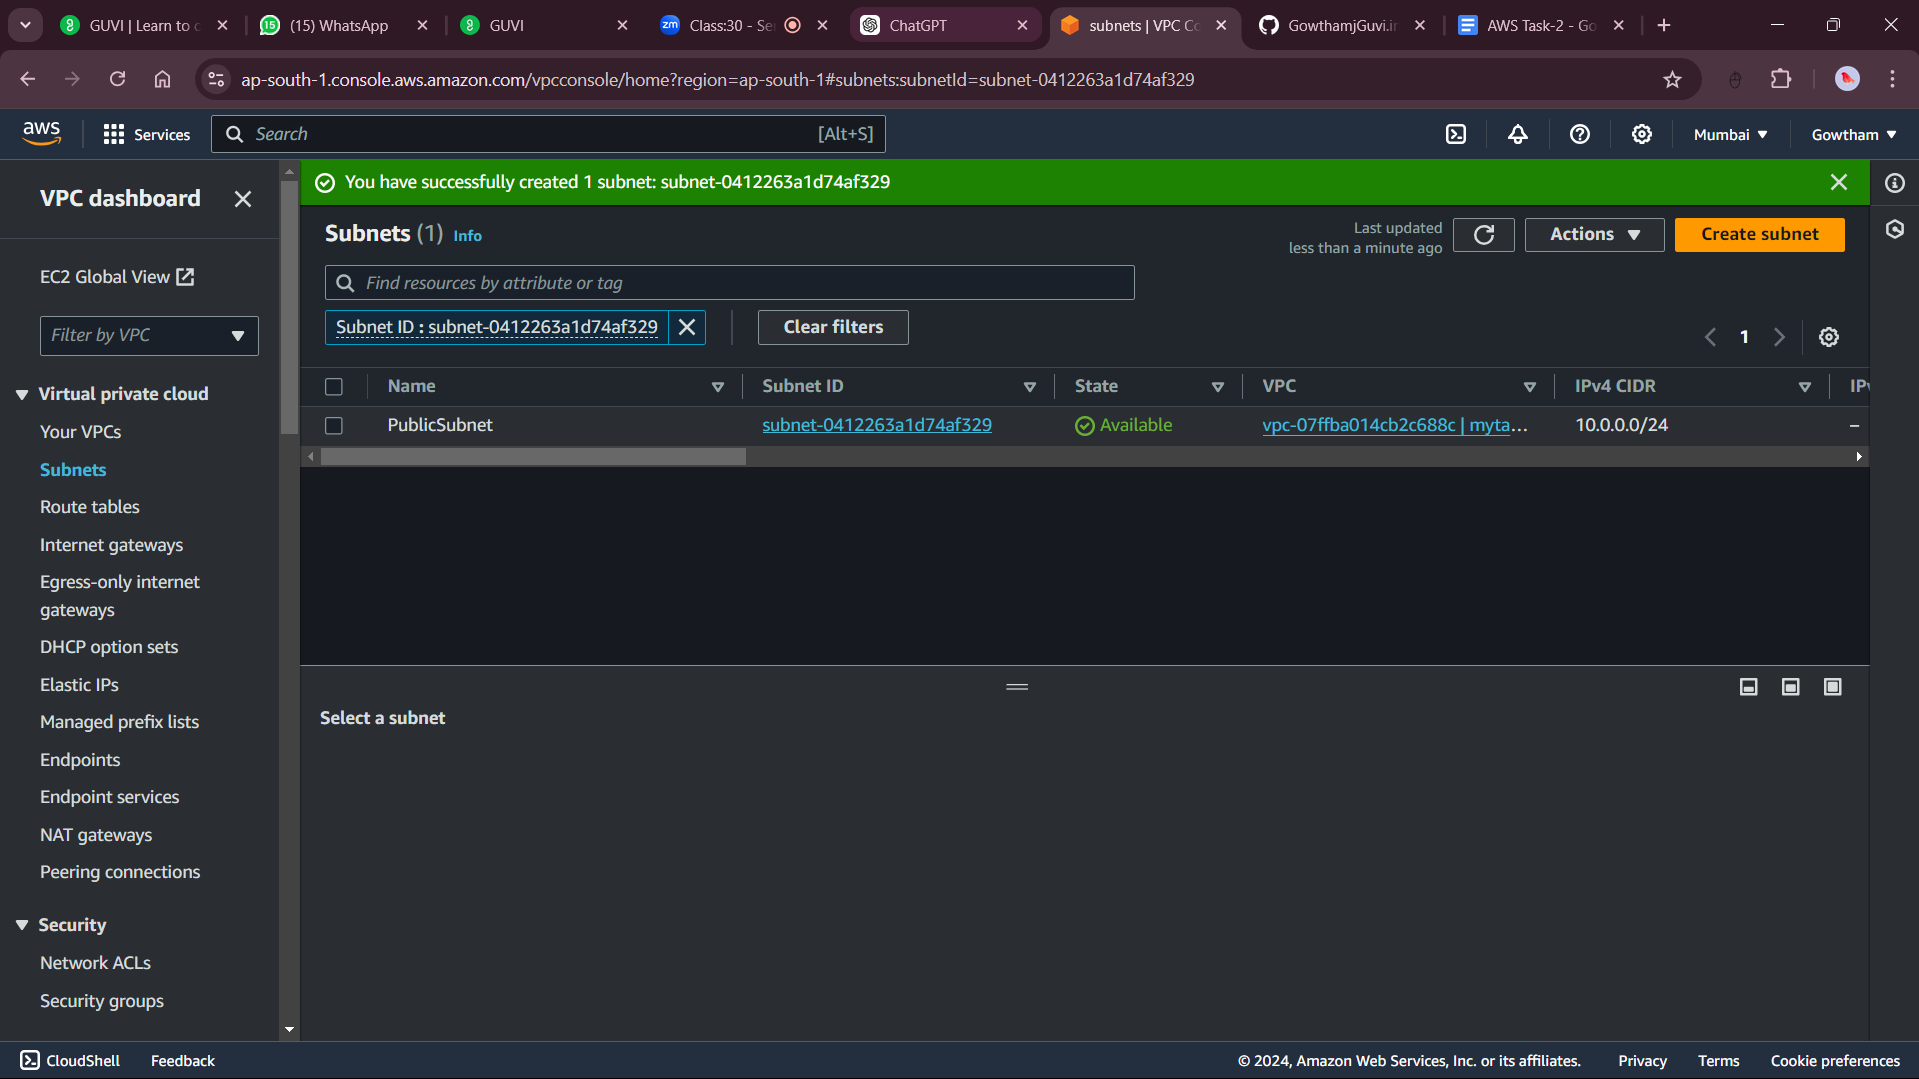 GUVI | Learn to c
(15) WhatsApp
GUVI
zm Class:30 - Se
ChatGPT
subnets | VPC Co
GowthamjGuvi.in
AWS Task-2 - Go
ap-south-1.console.aws.amazon.com/vpcconsole/home?region=ap-south-1#subnets:subnetId=subnet-0412263a1d74af329
aws
Services
Search
[Alt+S]
Mumbai
Gowtham
VPC dashboard
EC2 Global View
Filter by VPC
Virtual private cloud
Your VPCs
Subnets
Route tables
Internet gateways
Egress-only internet
gateways
DHCP option sets
Elastic IPs
Managed prefix lists
Endpoints
Endpoint services
NAT gateways
Peering connections
Security
Network ACLs
Security groups
You have successfully created 1 subnet: subnet-0412263a1d74af329
Subnets (1) Info
Last updated
less than a minute ago
Actions
Create subnet
Find resources by attribute or tag
Subnet ID : subnet-0412263a1d74af329
Clear filters
1
Name Subnet ID State VPC IPv4 CIDR IPv
PublicSubnet subnet-0412263a1d74af329 Available vpc-07ffba014cb2c688c | myta... 10.0.0.0/24 –
Select a subnet
CloudShell Feedback © 2024, Amazon Web Services, Inc. or its affiliates. Privacy Terms Cookie preferences